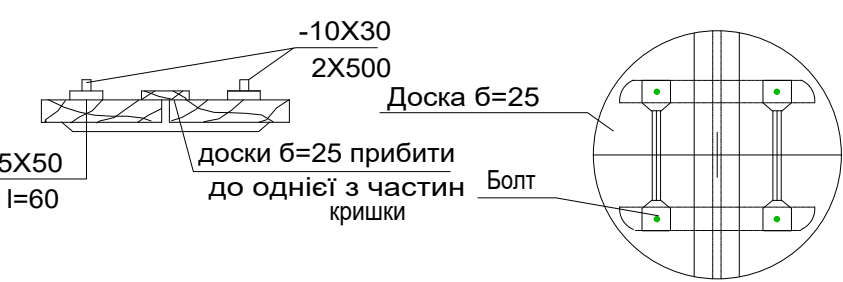 -10X30
2X500
Доска б=25
5X50
l=60
доски б=25 прибити
до однієї з частин
кришки
Болт